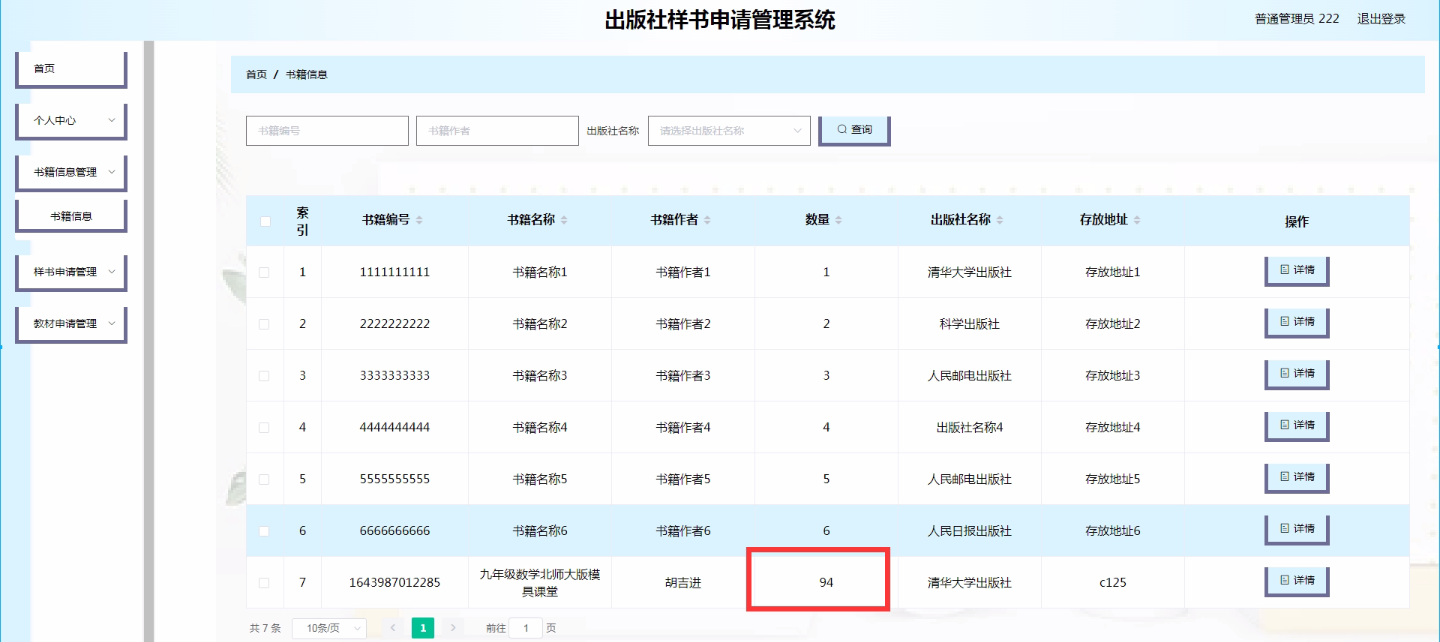 出版社样书申请管理系统
普通管理员 222 退出登录
首页
个人中心
书籍信息管理
书籍信息
样书申请管理
教材申请管理
首页 / 书籍信息
书籍编号 书籍作者 出版社名称 请选择出版社名称 查询
索引 书籍编号 书籍名称 书籍作者 数量 出版社名称 存放地址 操作
1 1111111111 书籍名称1 书籍作者1 1 清华大学出版社 存放地址1 详情
2 2222222222 书籍名称2 书籍作者2 2 科学出版社 存放地址2 详情
3 3333333333 书籍名称3 书籍作者3 3 人民邮电出版社 存放地址3 详情
4 4444444444 书籍名称4 书籍作者4 4 出版社名称4 存放地址4 详情
5 5555555555 书籍名称5 书籍作者5 5 人民邮电出版社 存放地址5 详情
6 6666666666 书籍名称6 书籍作者6 6 人民日报出版社 存放地址6 详情
7 1643987012285 九年级数学北师大版模具课堂 胡吉进 94 清华大学出版社 c125 详情
共 7 条 10条/页 1 前往 1 页